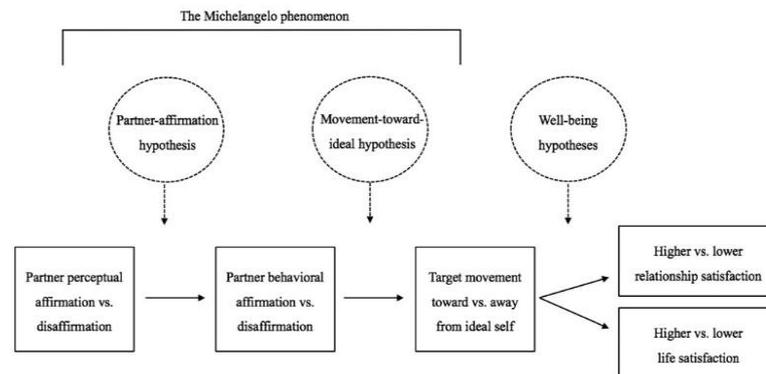 The Michelangelo phenomenon
Partner-affirmation
hypothesis
Movement-toward-
ideal hypothesis
Well-being
hypotheses
Partner perceptual
affirmation vs.
disaffirmation
Partner behavioral
affirmation vs.
disaffirmation
Target movement
toward vs. away
from ideal self
Higher vs. lower
relationship satisfaction
Higher vs. lower
life satisfaction